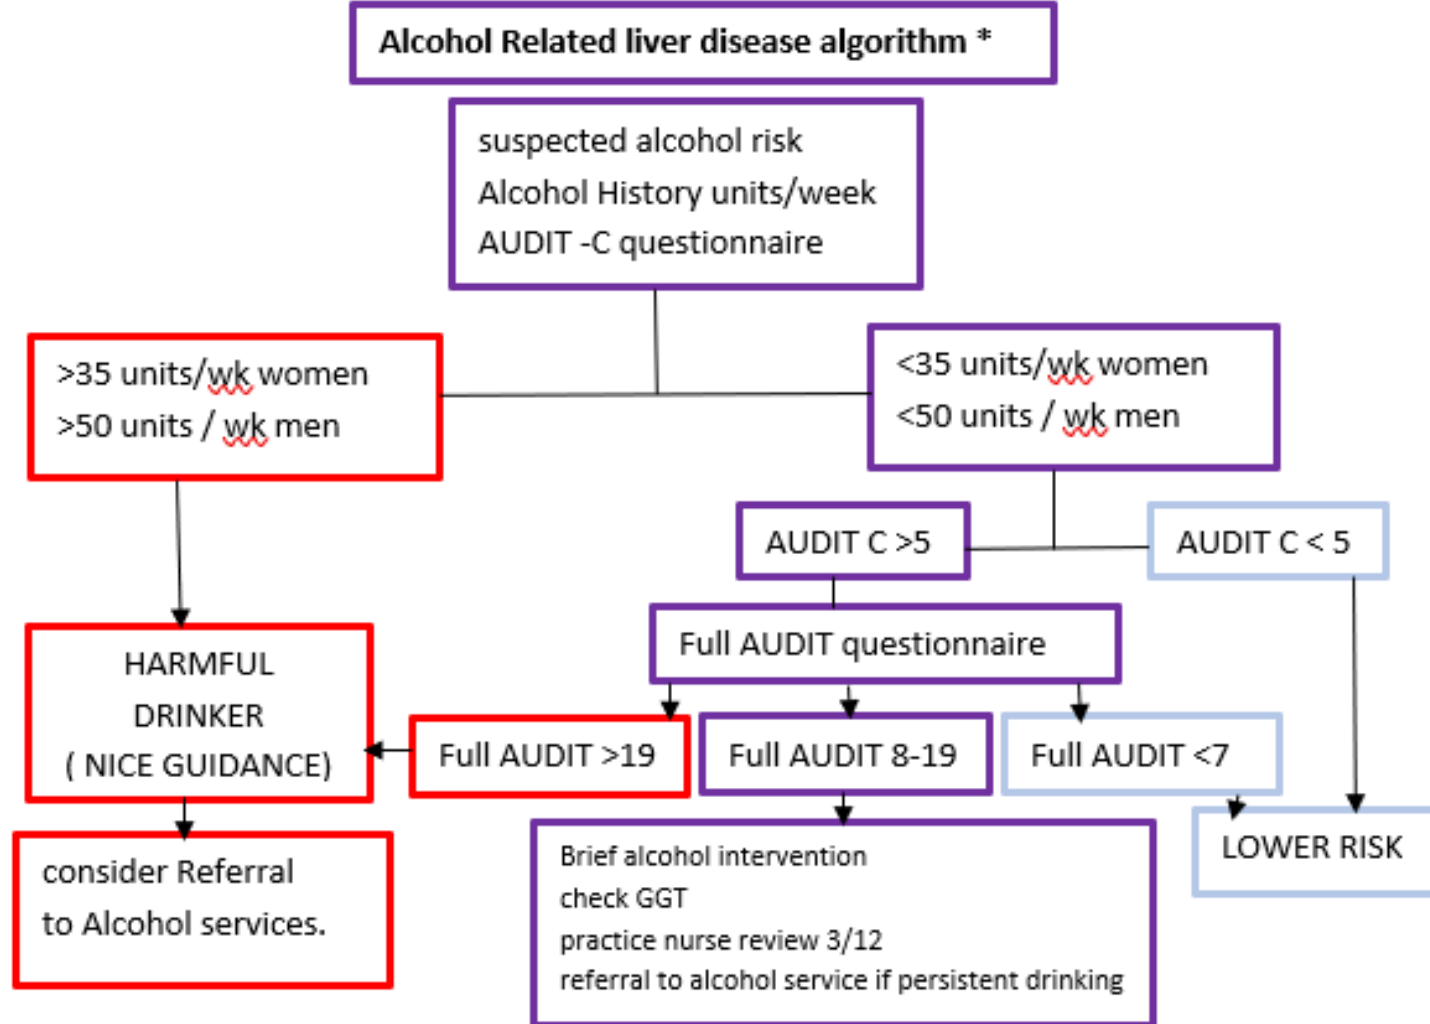 Alcohol Related liver disease algorithm *
suspected alcohol risk
Alcohol History units/week
AUDIT -C questionnaire
>35 units/wk women
>50 units / wk men
<35 units/wk women
<50 units / wk men
AUDIT C >5
AUDIT C < 5
Full AUDIT questionnaire
HARMFUL
DRINKER
( NICE GUIDANCE)
Full AUDIT >19
Full AUDIT 8-19
Full AUDIT <7
LOWER RISK
consider Referral
to Alcohol services.
Brief alcohol intervention
check GGT
practice nurse review 3/12
referral to alcohol service if persistent drinking